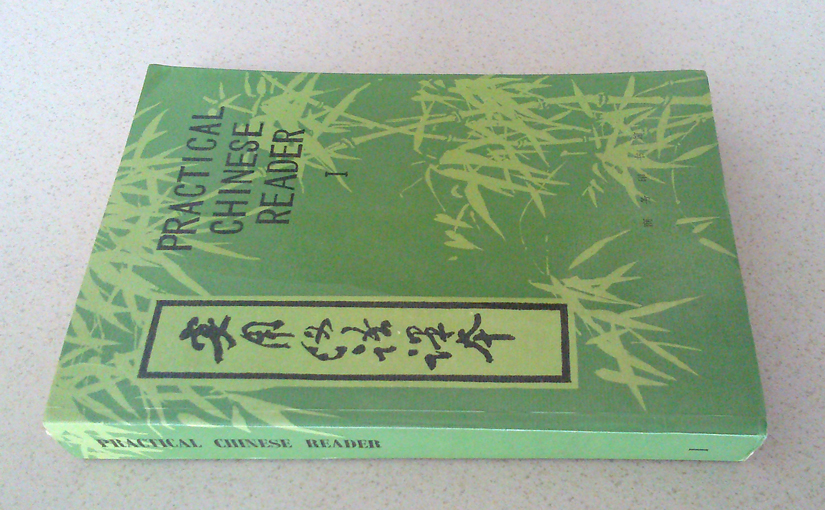 PRACTICAL
CHINESE
READER
I
实用汉语课本
PRACTICAL CHINESE READER
I